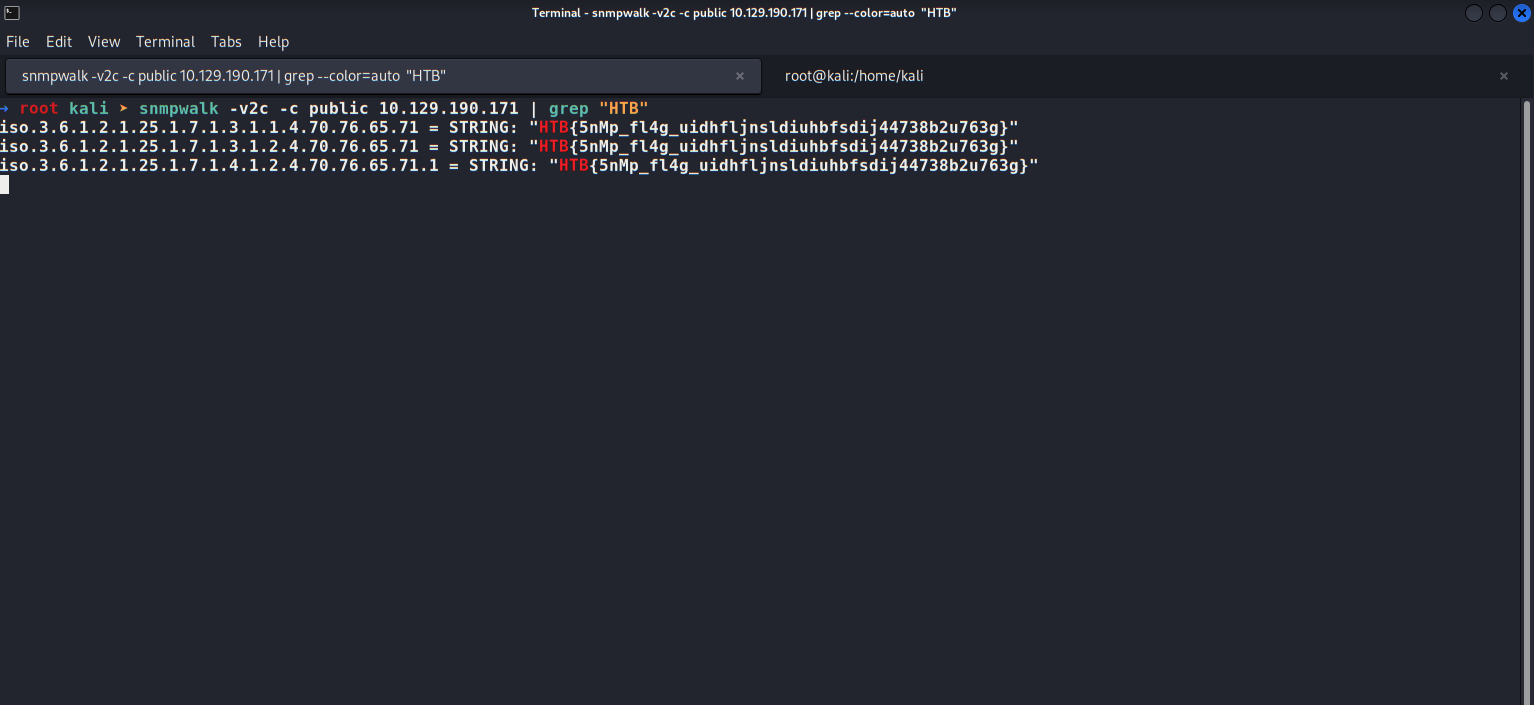 Terminal - snmpwalk -v2c -c public 10.129.190.171 | grep --color=auto "HTB"
File Edit View Terminal Tabs Help
snmpwalk -v2c -c public 10.129.190.171 | grep --color=auto "HTB" × root@kali:/home/kali ×
→ root kali ➤ snmpwalk -v2c -c public 10.129.190.171 | grep "HTB"
iso.3.6.1.2.1.25.1.7.1.3.1.1.4.70.76.65.71 = STRING: "HTB{5nMp_fl4g_uidhfljnsldiuhbfsdij44738b2u763g}"
iso.3.6.1.2.1.25.1.7.1.3.1.2.4.70.76.65.71 = STRING: "HTB{5nMp_fl4g_uidhfljnsldiuhbfsdij44738b2u763g}"
iso.3.6.1.2.1.25.1.7.1.4.1.2.4.70.76.65.71.1 = STRING: "HTB{5nMp_fl4g_uidhfljnsldiuhbfsdij44738b2u763g}"